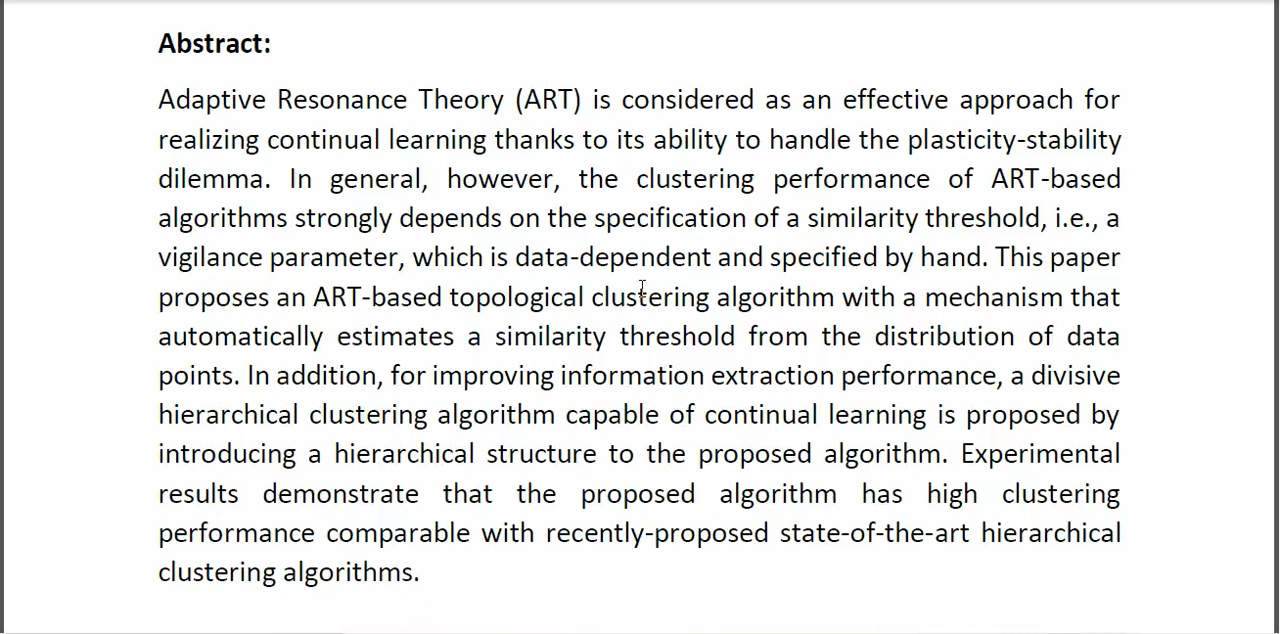 Abstract:
Adaptive Resonance Theory (ART) is considered as an effective approach for
realizing continual learning thanks to its ability to handle the plasticity-stability
dilemma. In general, however, the clustering performance of ART-based
algorithms strongly depends on the specification of a similarity threshold, i.e., a
vigilance parameter, which is data-dependent and specified by hand. This paper
proposes an ART-based topological clustering algorithm with a mechanism that
automatically estimates a similarity threshold from the distribution of data
points. In addition, for improving information extraction performance, a divisive
hierarchical clustering algorithm capable of continual learning is proposed by
introducing a hierarchical structure to the proposed algorithm. Experimental
results demonstrate that the proposed algorithm has high clustering
performance comparable with recently-proposed state-of-the-art hierarchical
clustering algorithms.